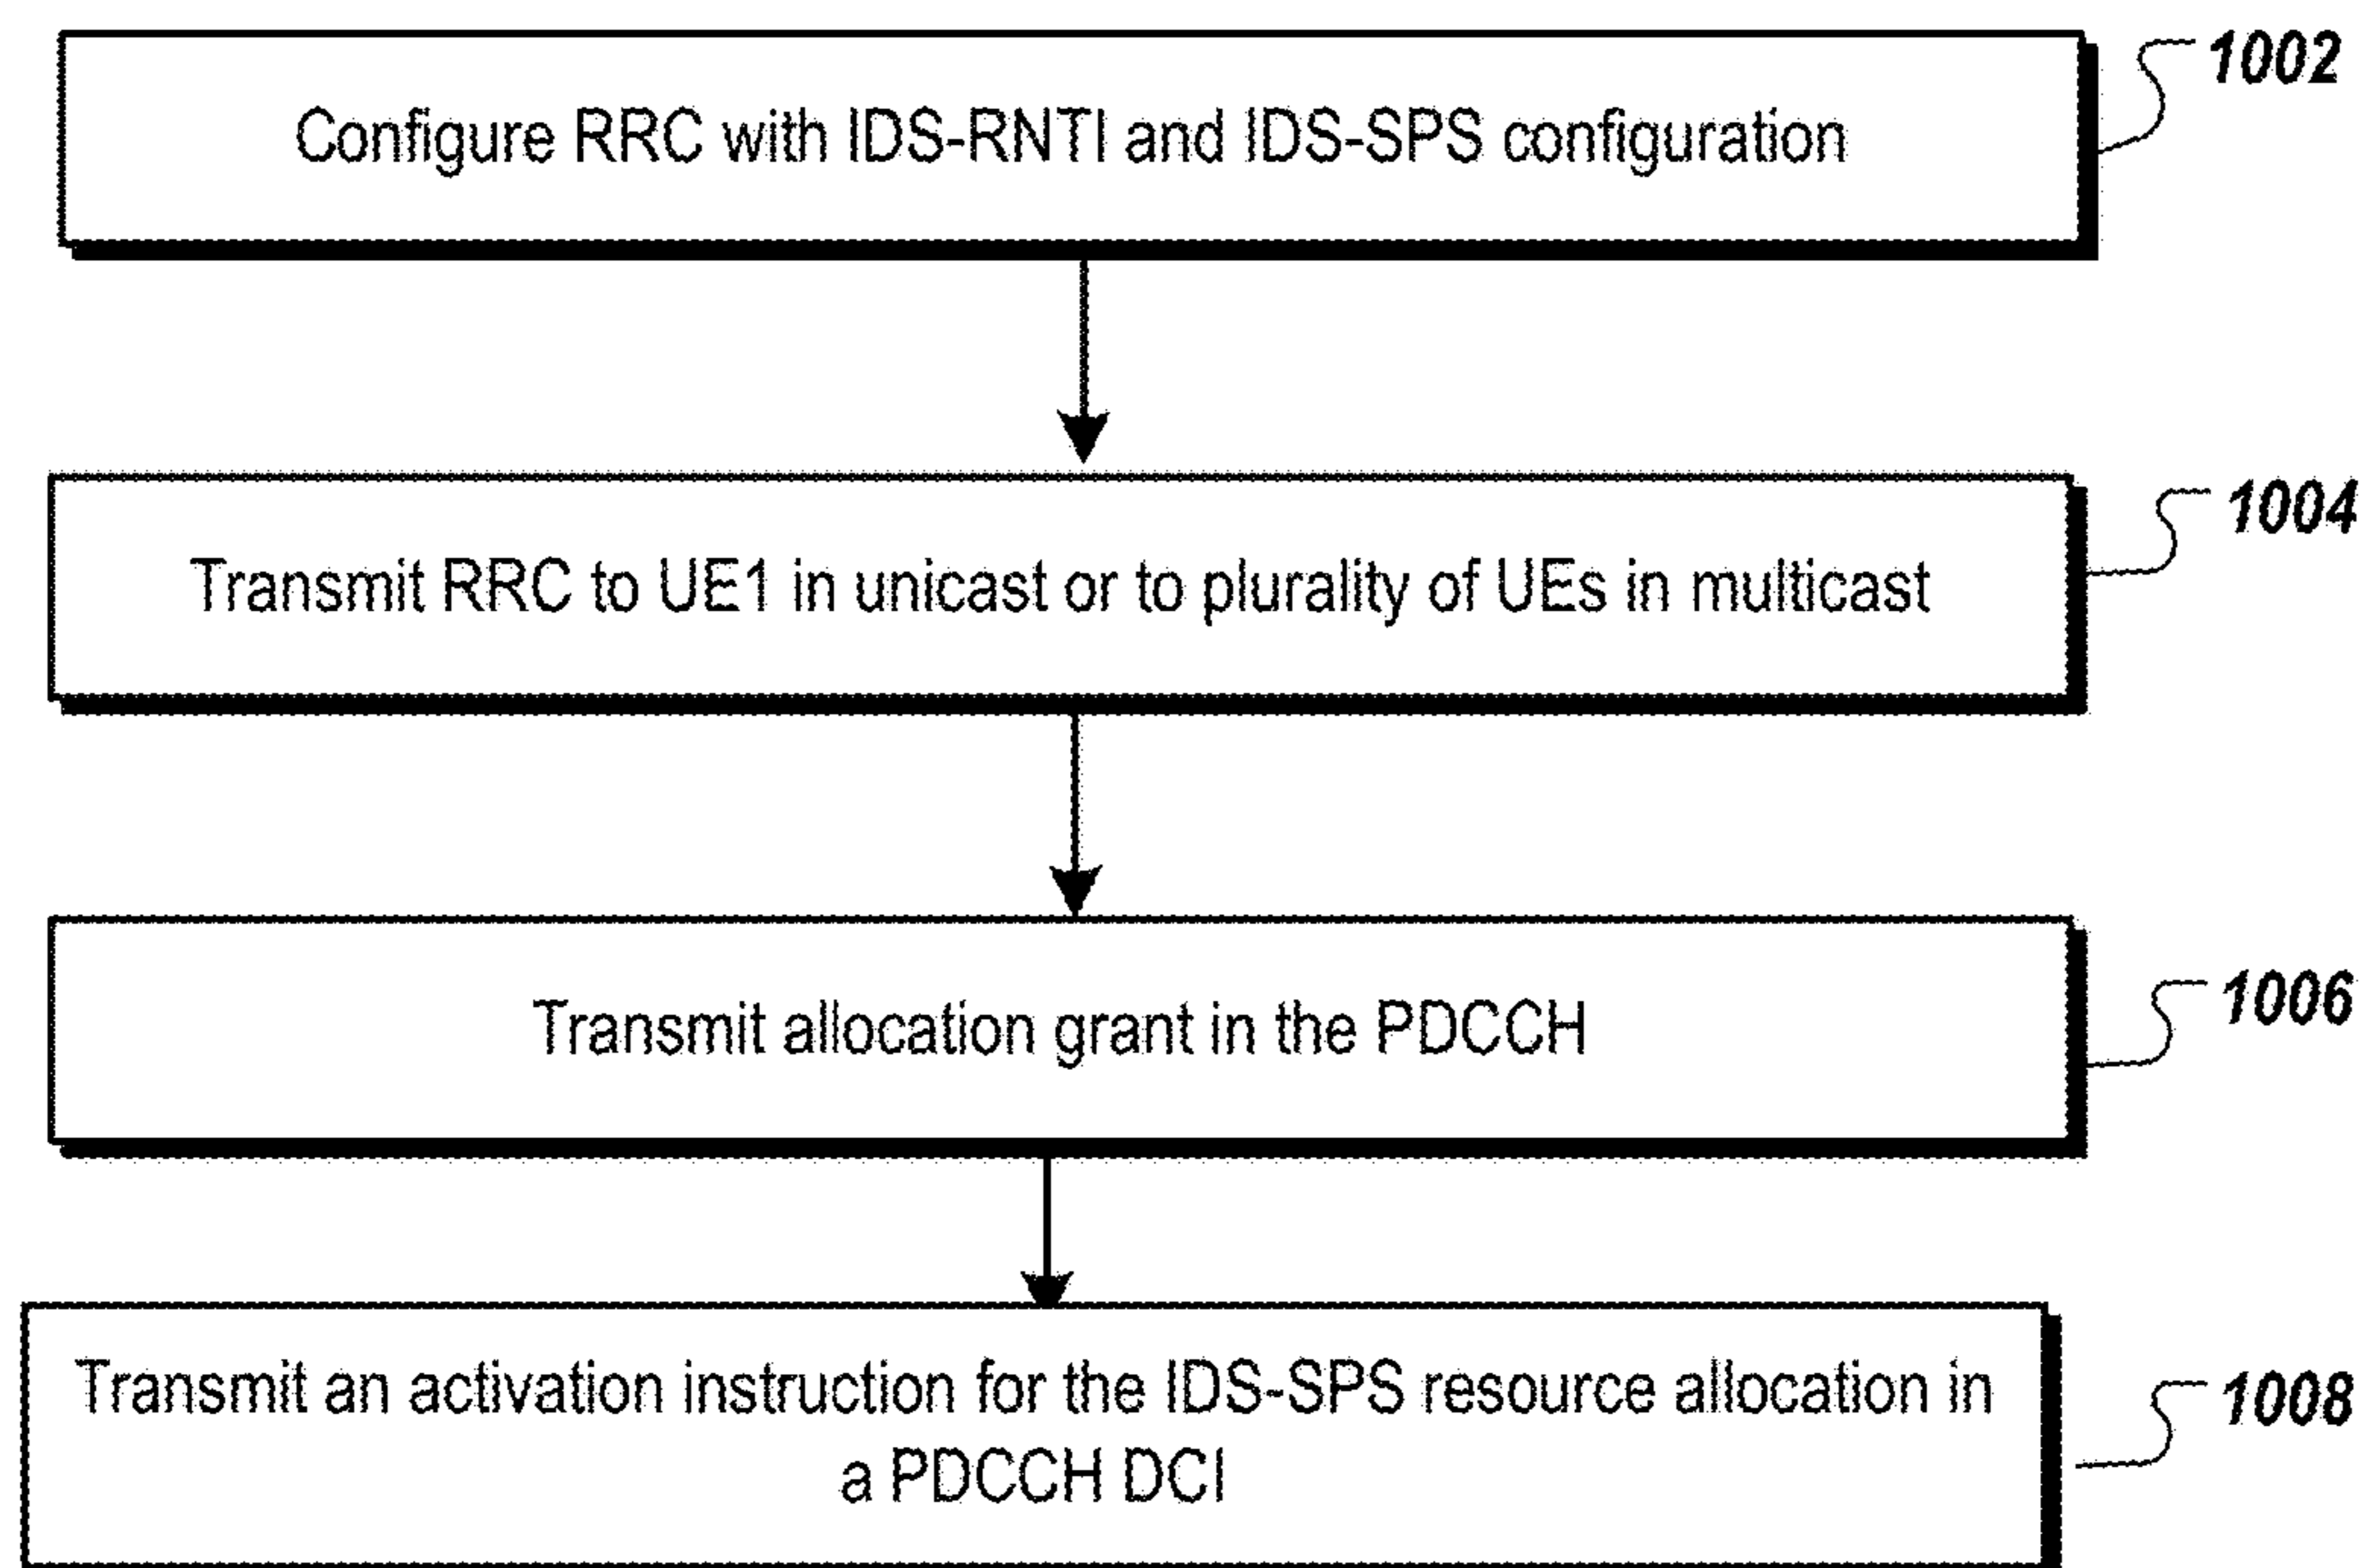 1002
Configure RRC with IDS-RNTI and IDS-SPS configuration
1004
Transmit RRC to UE1 in unicast or to plurality of UEs in multicast
1006
Transmit allocation grant in the PDCCH
1008
Transmit an activation instruction for the IDS-SPS resource allocation in
a PDCCH DCI